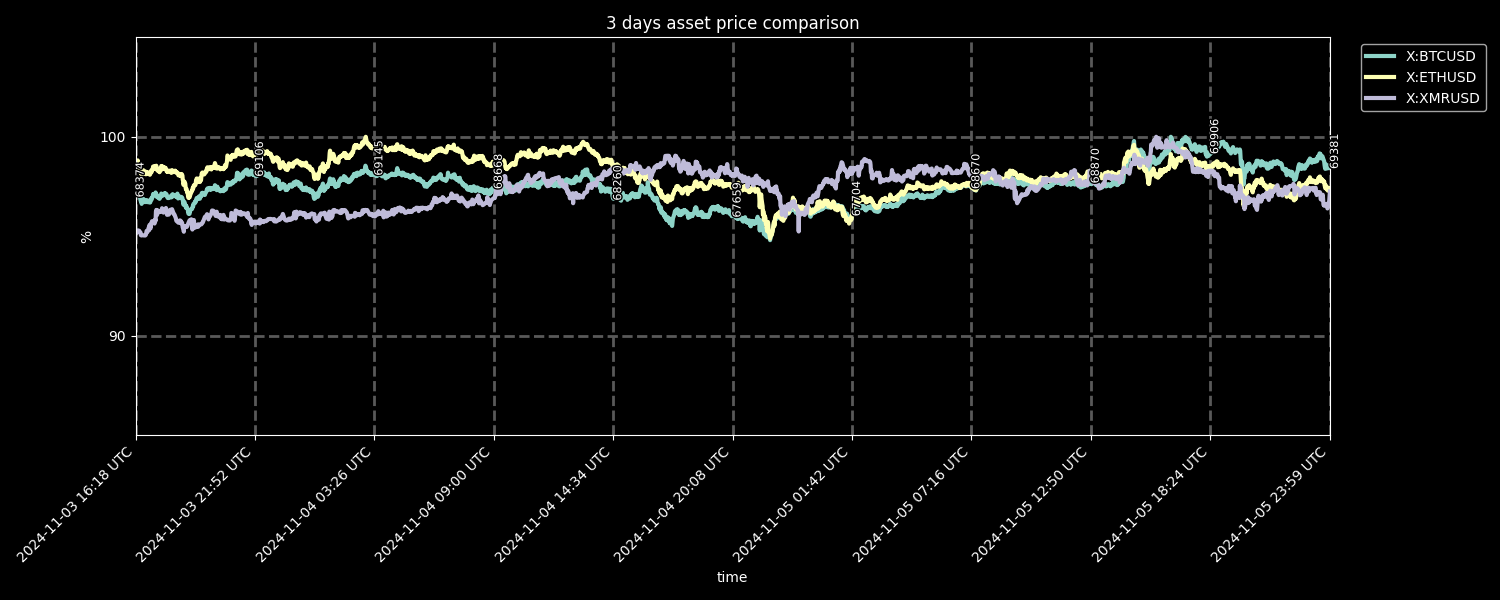 3 days asset price comparison
X:BTCUSD
X:ETHUSD
X:XMRUSD
100
90
%
68374
69106
69145
68668
68260
67659
67704
68670
68870
69906
69381
2024-11-03 16:18 UTC
2024-11-03 21:52 UTC
2024-11-04 03:26 UTC
2024-11-04 09:00 UTC
2024-11-04 14:34 UTC
2024-11-04 20:08 UTC
2024-11-05 01:42 UTC
2024-11-05 07:16 UTC
2024-11-05 12:50 UTC
2024-11-05 18:24 UTC
2024-11-05 23:59 UTC
time